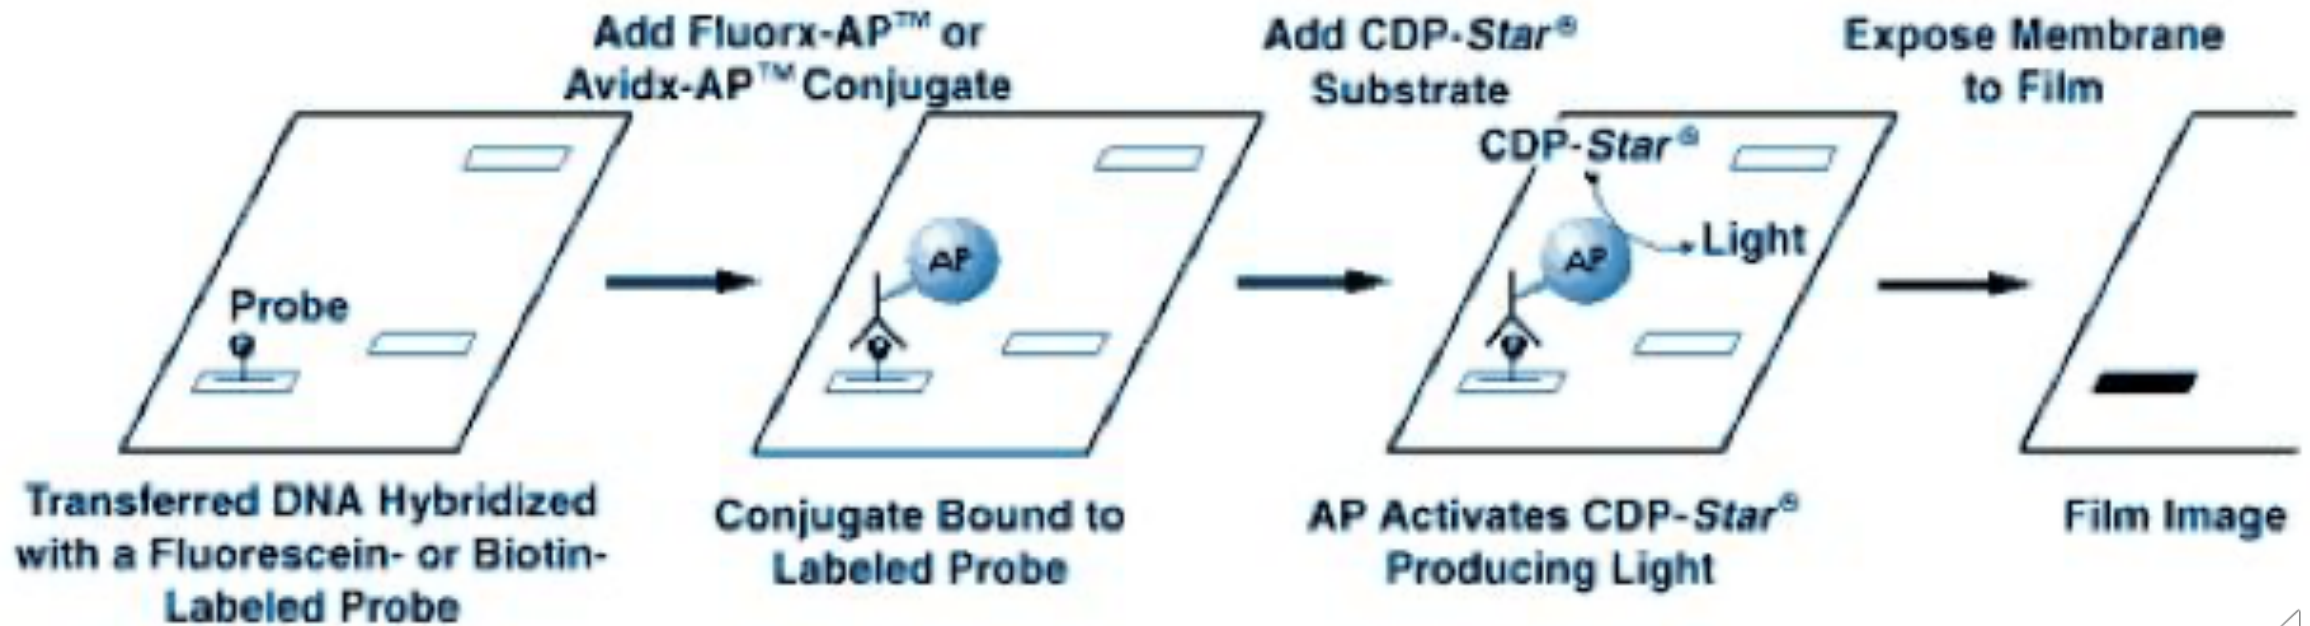 Add Fluorx-AP™ or
Avidx-AP™ Conjugate
Add CDP-Star®
Substrate
Expose Membrane
to Film
Probe
AP
CDP-Star®
AP
Light
Transferred DNA Hybridized
with a Fluorescein- or Biotin-
Labeled Probe
Conjugate Bound to
Labeled Probe
AP Activates CDP-Star®
Producing Light
Film Image